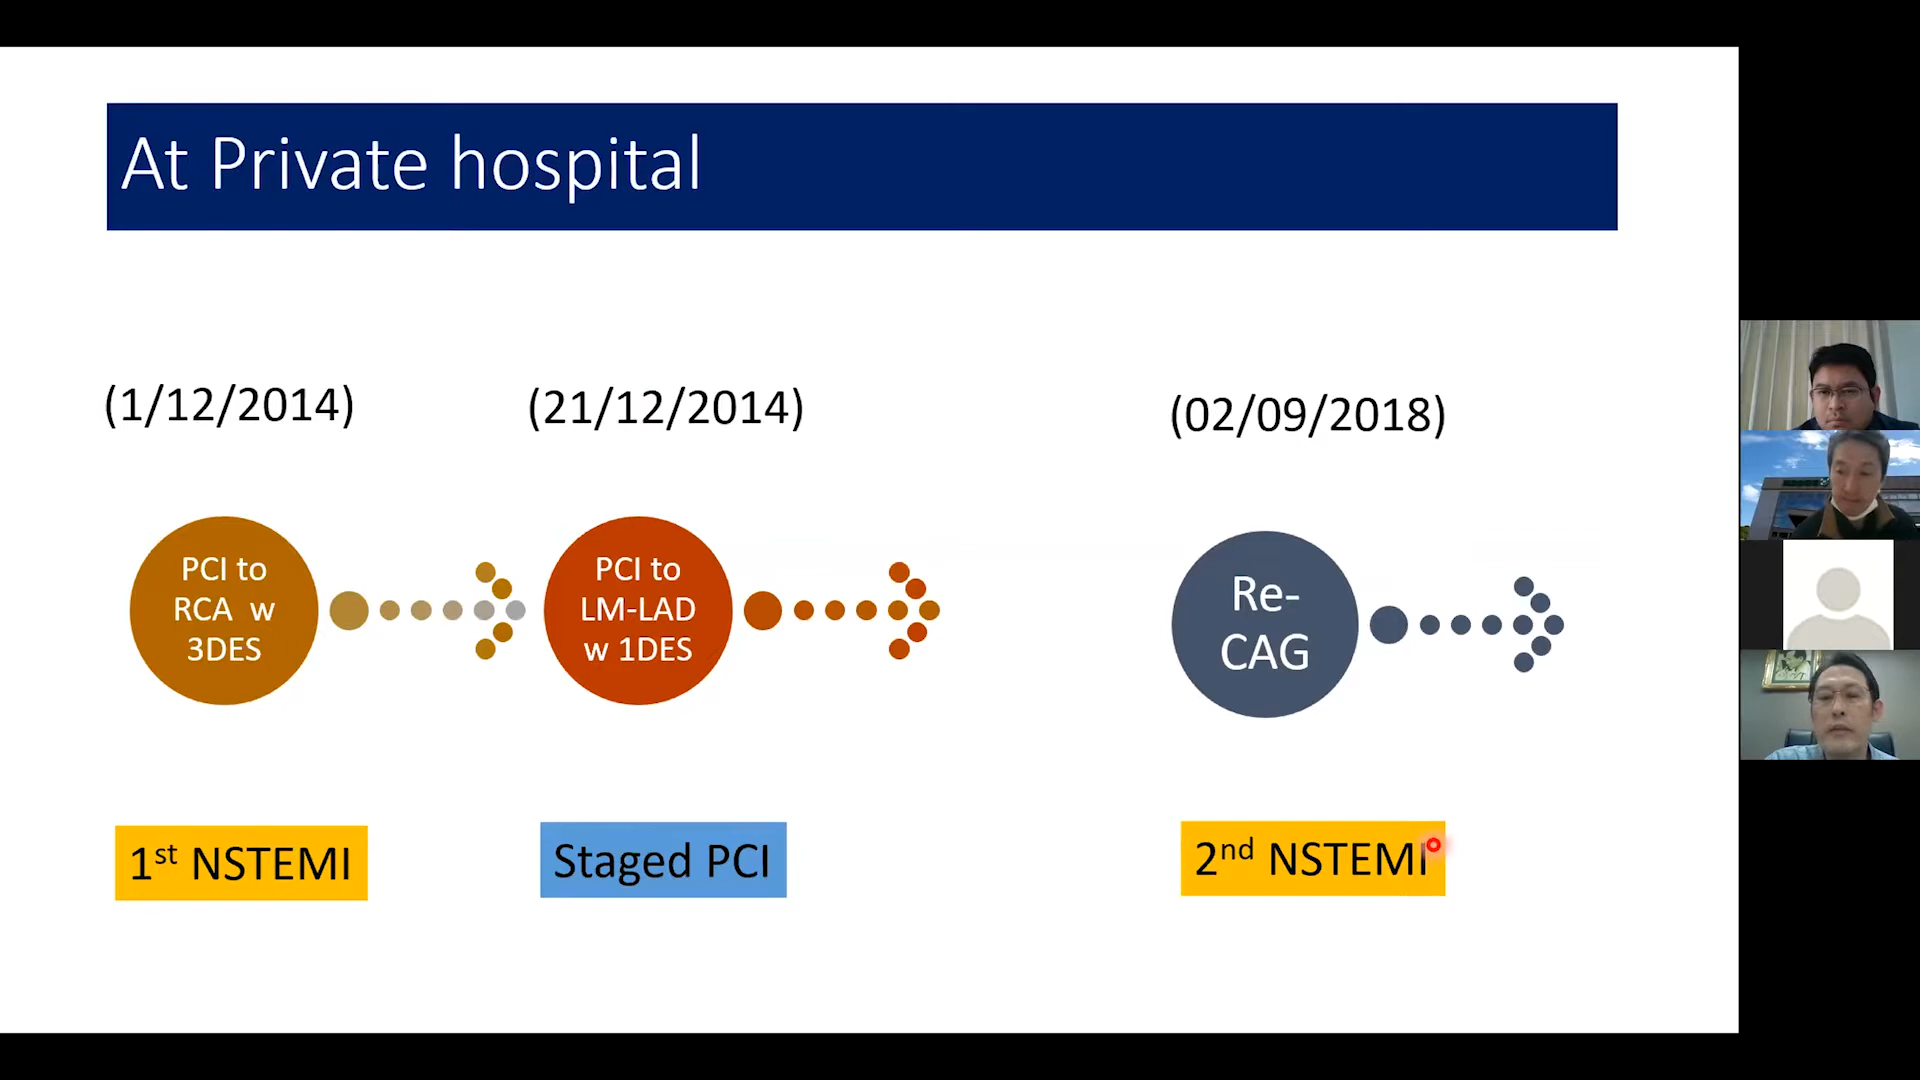 At Private hospital
(1/12/2014)
(21/12/2014)
(02/09/2018)
PCI to
RCA w
3DES
PCI to
LM-LAD
w 1DES
Re-
CAG
1st NSTEMI
Staged PCI
2nd NSTEMI